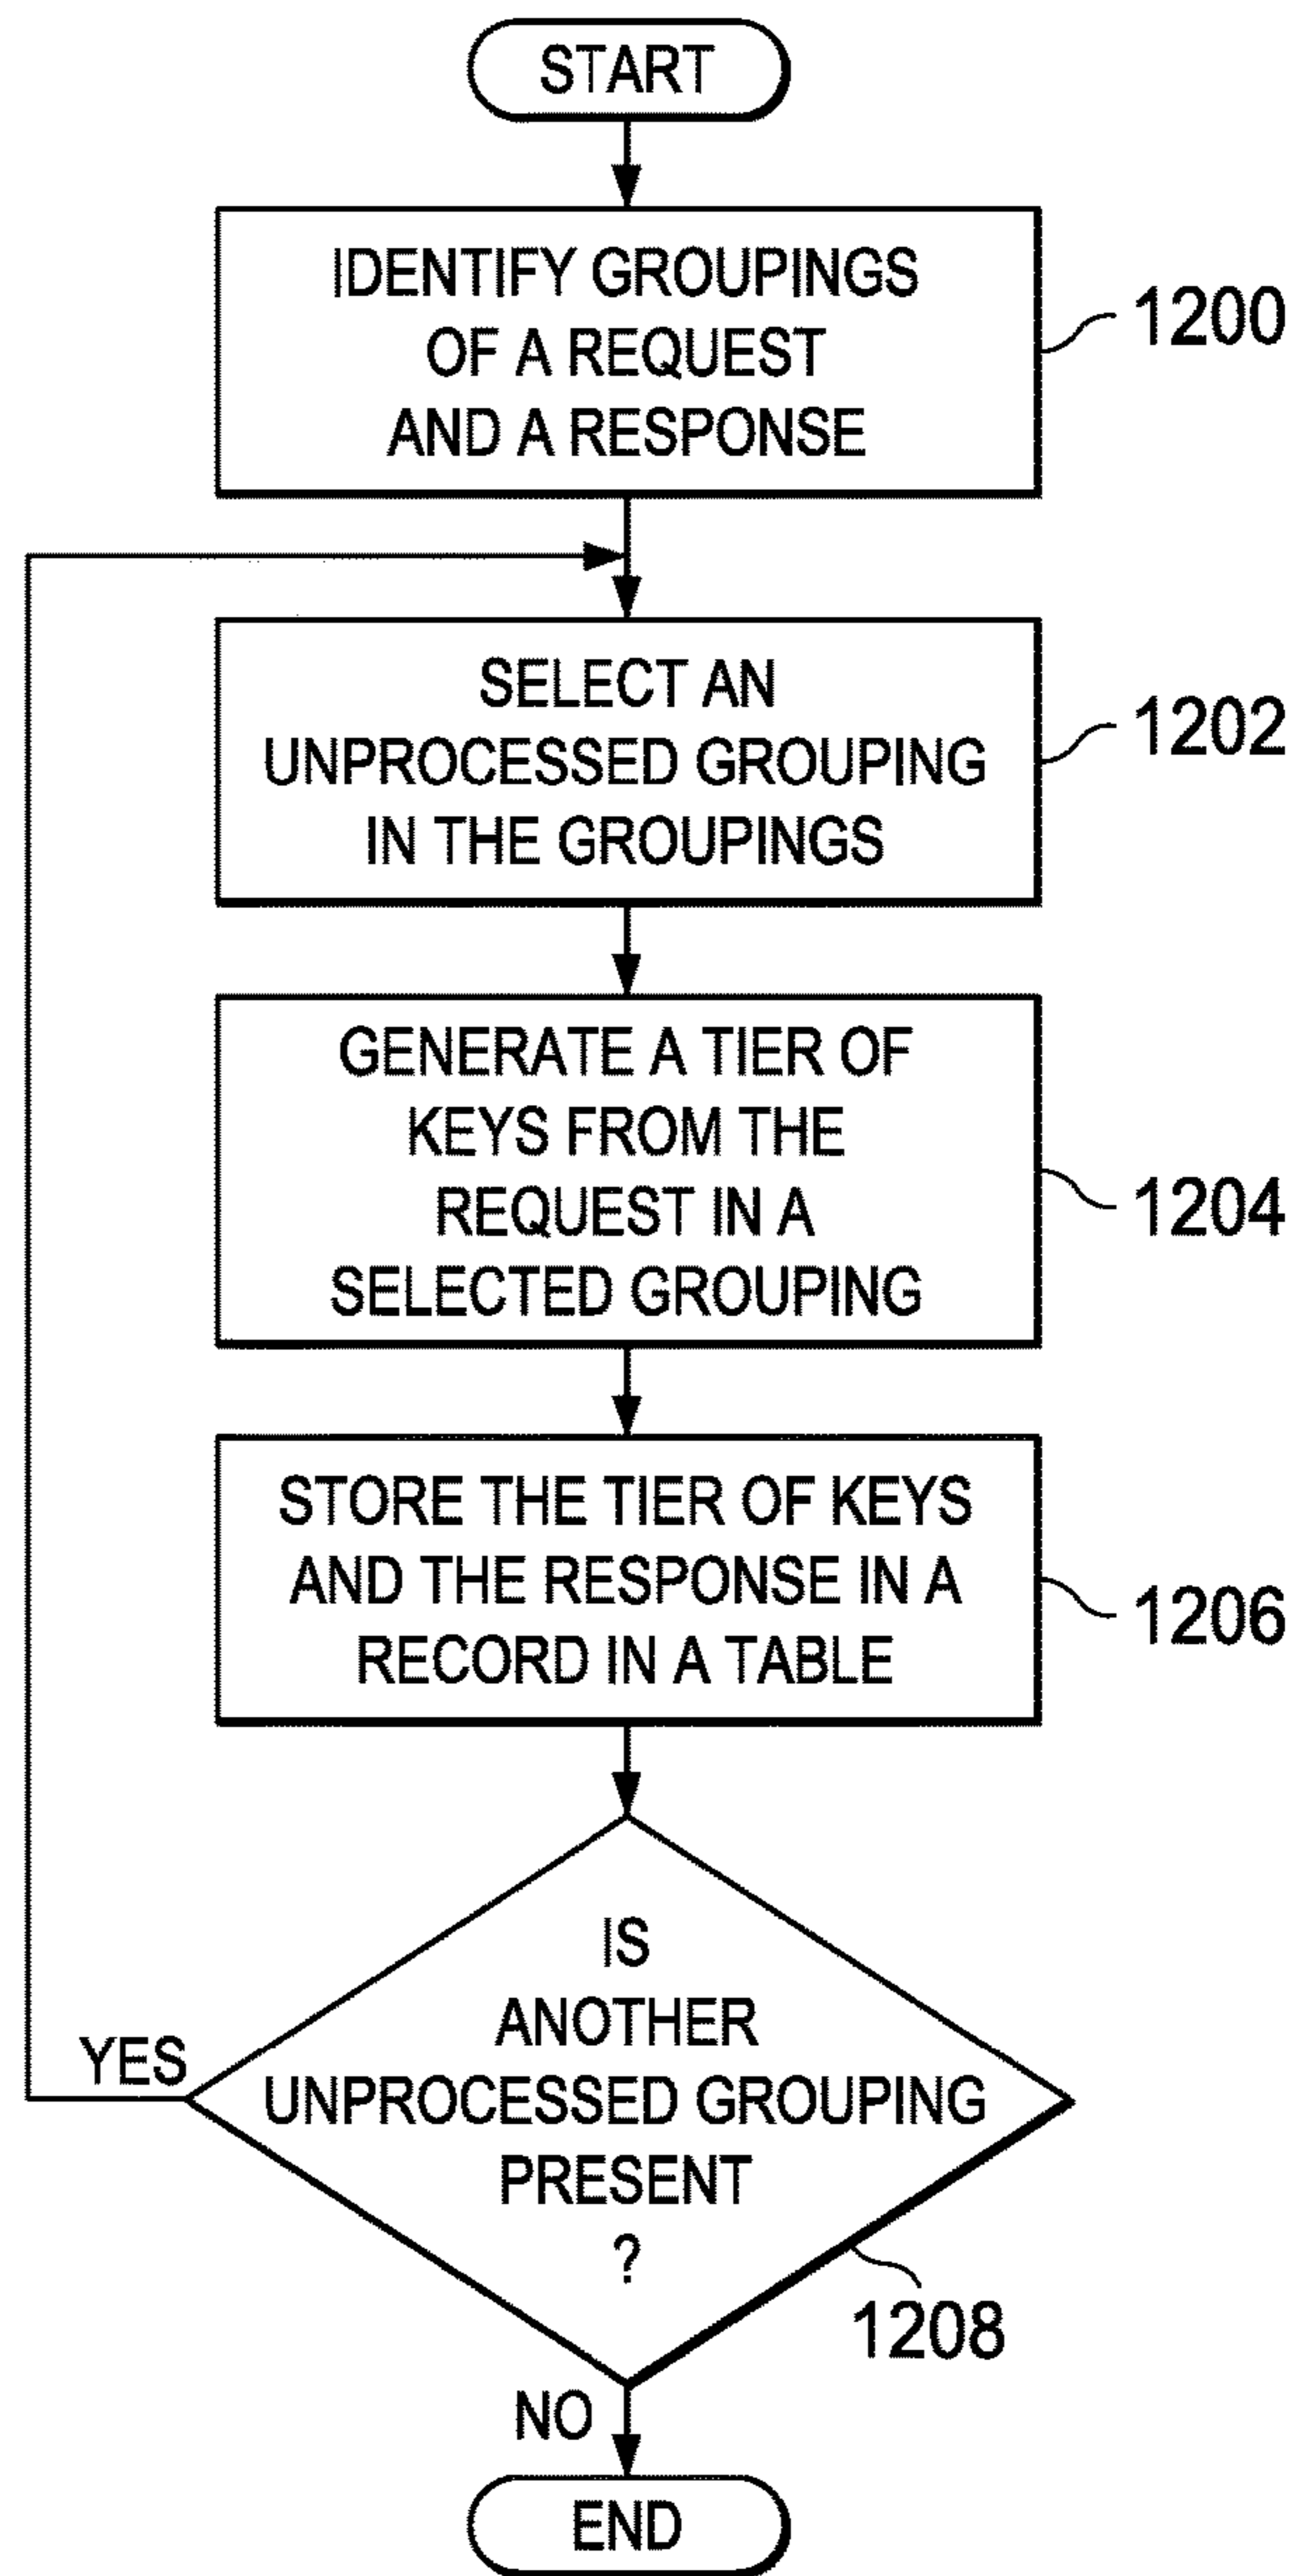 START
IDENTIFY GROUPINGS
OF A REQUEST
AND A RESPONSE
1200
SELECT AN
UNPROCESSED GROUPING
IN THE GROUPINGS
1202
GENERATE A TIER OF
KEYS FROM THE
REQUEST IN A
SELECTED GROUPING
1204
STORE THE TIER OF KEYS
AND THE RESPONSE IN A
RECORD IN A TABLE
1206
IS
ANOTHER
UNPROCESSED GROUPING
PRESENT
?
YES
1208
NO
END